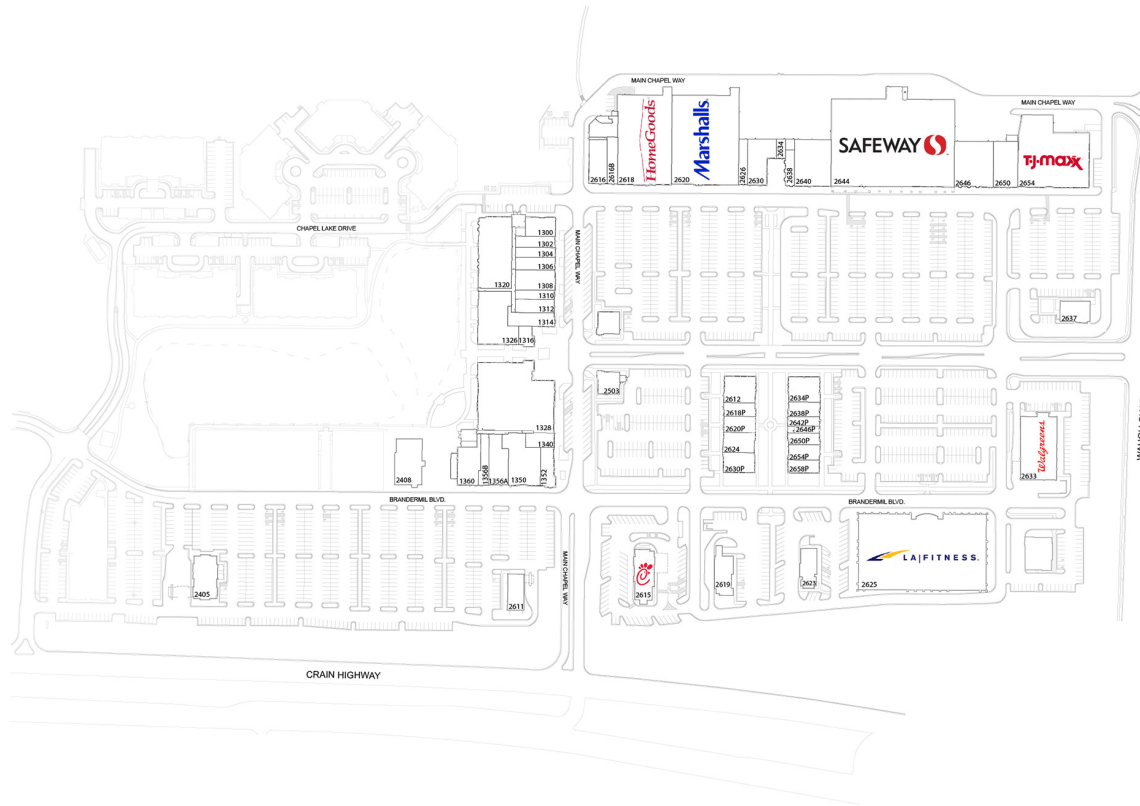 MAIN CHAPEL WAY
MAIN CHAPEL WAY
HomeGoods
Marshalls
SAFEWAY
T·J·maxx
2616
2616B
2618
2620
2626
2630
2634
2638
2640
2644
2646
2650
2654
CHAPEL LAKE DRIVE
MAIN CHAPEL WAY
1300
1302
1304
1306
1320
1308
1310
1312
1314
1326
1316
2637
2503
2612
2618P
2620P
2624
2630P
2634P
2638P
2642P
2646P
2650P
2654P
2658P
Walgreens
2633
1328
1340
2408
1360
1356B
1356A
1350
1352
BRANDERMIL BLVD.
BRANDERMIL BLVD.
MAIN CHAPEL WAY
LA|FITNESS.
2405
2611
2615
2619
2623
2625
CRAIN HIGHWAY